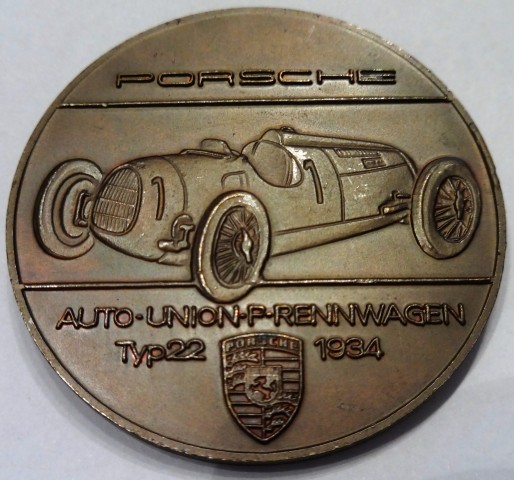 PORSCHE
1 1
AUTO-UNION-P-RENNWAGEN
Typ22 1934
PORSCHE